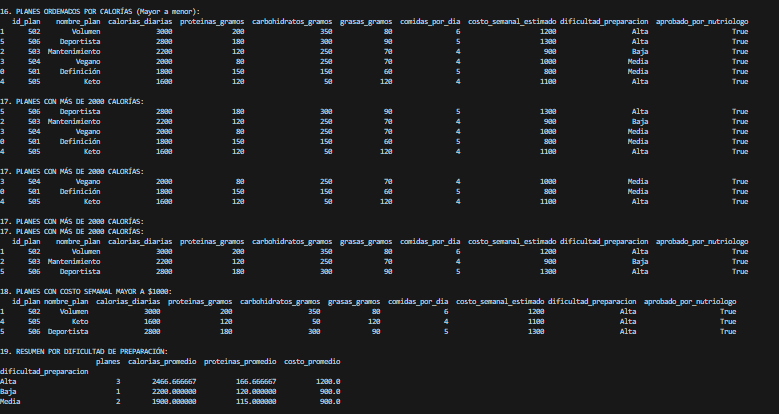 16. PLANES ORDENADOS POR CALORÍAS (Mayor a menor):
id_plan nombre_plan calorias_diarias proteinas_gramos carbohidratos_gramos grasas_gramos comidas_por_dia costo_semanal_estimado dificultad_preparacion aprobado_por_nutriologo
1 502 Volumen 3000 200 350 80 6 1200 Alta True
5 506 Deportista 2800 180 300 90 5 1300 Alta True
2 503 Mantenimiento 2200 120 250 70 4 900 Baja True
3 504 Vegano 2000 80 250 70 4 1000 Media True
0 501 Definición 1800 150 150 60 5 800 Media True
4 505 Keto 1600 120 50 120 4 1100 Alta True
17. PLANES CON MÁS DE 2000 CALORÍAS:
5 506 Deportista 2800 180 300 90 5 1300 Alta True
2 503 Mantenimiento 2200 120 250 70 4 900 Baja True
3 504 Vegano 2000 80 250 70 4 1000 Media True
0 501 Definición 1800 150 150 60 5 800 Media True
4 505 Keto 1600 120 50 120 4 1100 Alta True
17. PLANES CON MÁS DE 2000 CALORÍAS:
3 504 Vegano 2000 80 250 70 4 1000 Media True
0 501 Definición 1800 150 150 60 5 800 Media True
4 505 Keto 1600 120 50 120 4 1100 Alta True
17. PLANES CON MÁS DE 2000 CALORÍAS:
17. PLANES CON MÁS DE 2000 CALORÍAS:
id_plan nombre_plan calorias_diarias proteinas_gramos carbohidratos_gramos grasas_gramos comidas_por_dia costo_semanal_estimado dificultad_preparacion aprobado_por_nutriologo
1 502 Volumen 3000 200 350 80 6 1200 Alta True
2 503 Mantenimiento 2200 120 250 70 4 900 Baja True
5 506 Deportista 2800 180 300 90 5 1300 Alta True
18. PLANES CON COSTO SEMANAL MAYOR A $1000:
id_plan nombre_plan calorias_diarias proteinas_gramos carbohidratos_gramos grasas_gramos comidas_por_dia costo_semanal_estimado dificultad_preparacion aprobado_por_nutriologo
1 502 Volumen 3000 200 350 80 6 1200 Alta True
4 505 Keto 1600 120 50 120 4 1100 Alta True
5 506 Deportista 2800 180 300 90 5 1300 Alta True
19. RESUMEN POR DIFICULTAD DE PREPARACIÓN:
planes calorias_promedio proteinas_promedio costo_promedio
dificultad_preparacion
Alta 3 2466.666667 166.666667 1200.0
Baja 1 2200.000000 120.000000 900.0
Media 2 1900.000000 115.000000 900.0